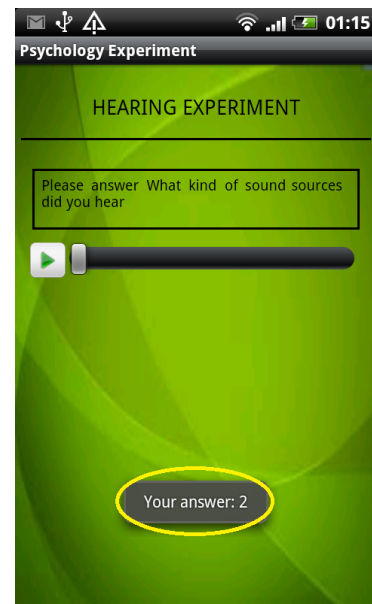 01:15
Psychology Experiment
HEARING EXPERIMENT
Please answer What kind of sound sources
did you hear
Your answer: 2